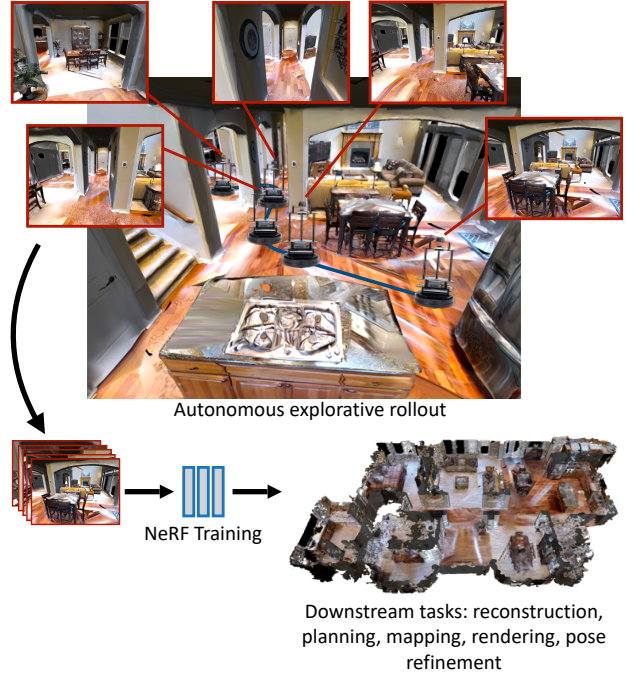 Autonomous explorative rollout
NeRF Training
Downstream tasks: reconstruction,
planning, mapping, rendering, pose
refinement